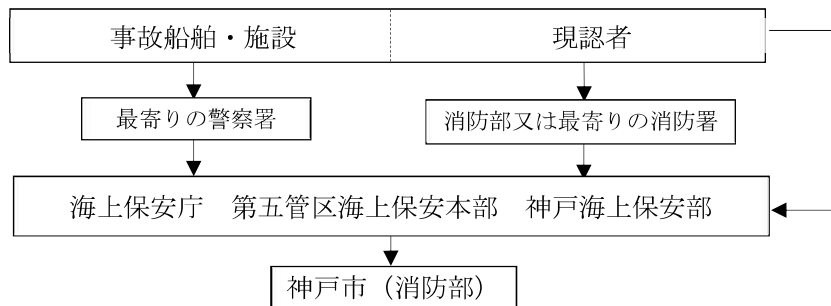 事故船舶・施設　現認者
最寄りの警察署　消防部又は最寄りの消防署
海上保安庁　第五管区海上保安本部　神戸海上保安部
神戸市（消防部）